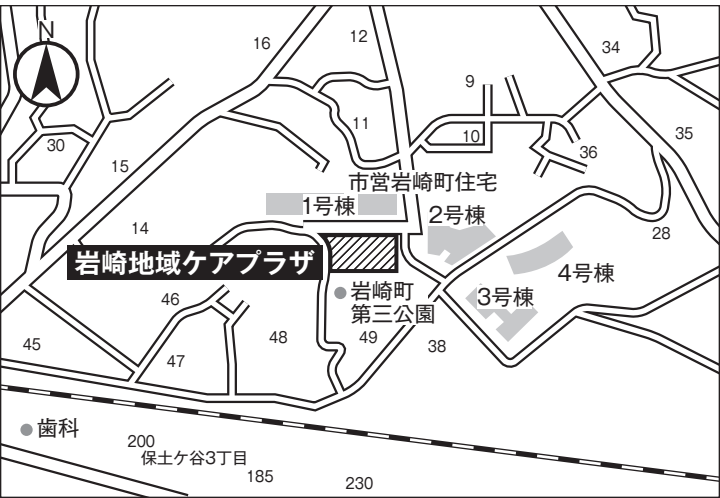 N
16
12
34
9
30
11
10
35
15
36
市営岩崎町住宅
1号棟
2号棟
14
28
岩崎地域ケアプラザ
4号棟
46
岩崎町
第三公園
3号棟
45
48
49
38
47
歯科
200
保土ケ谷3丁目
185
230